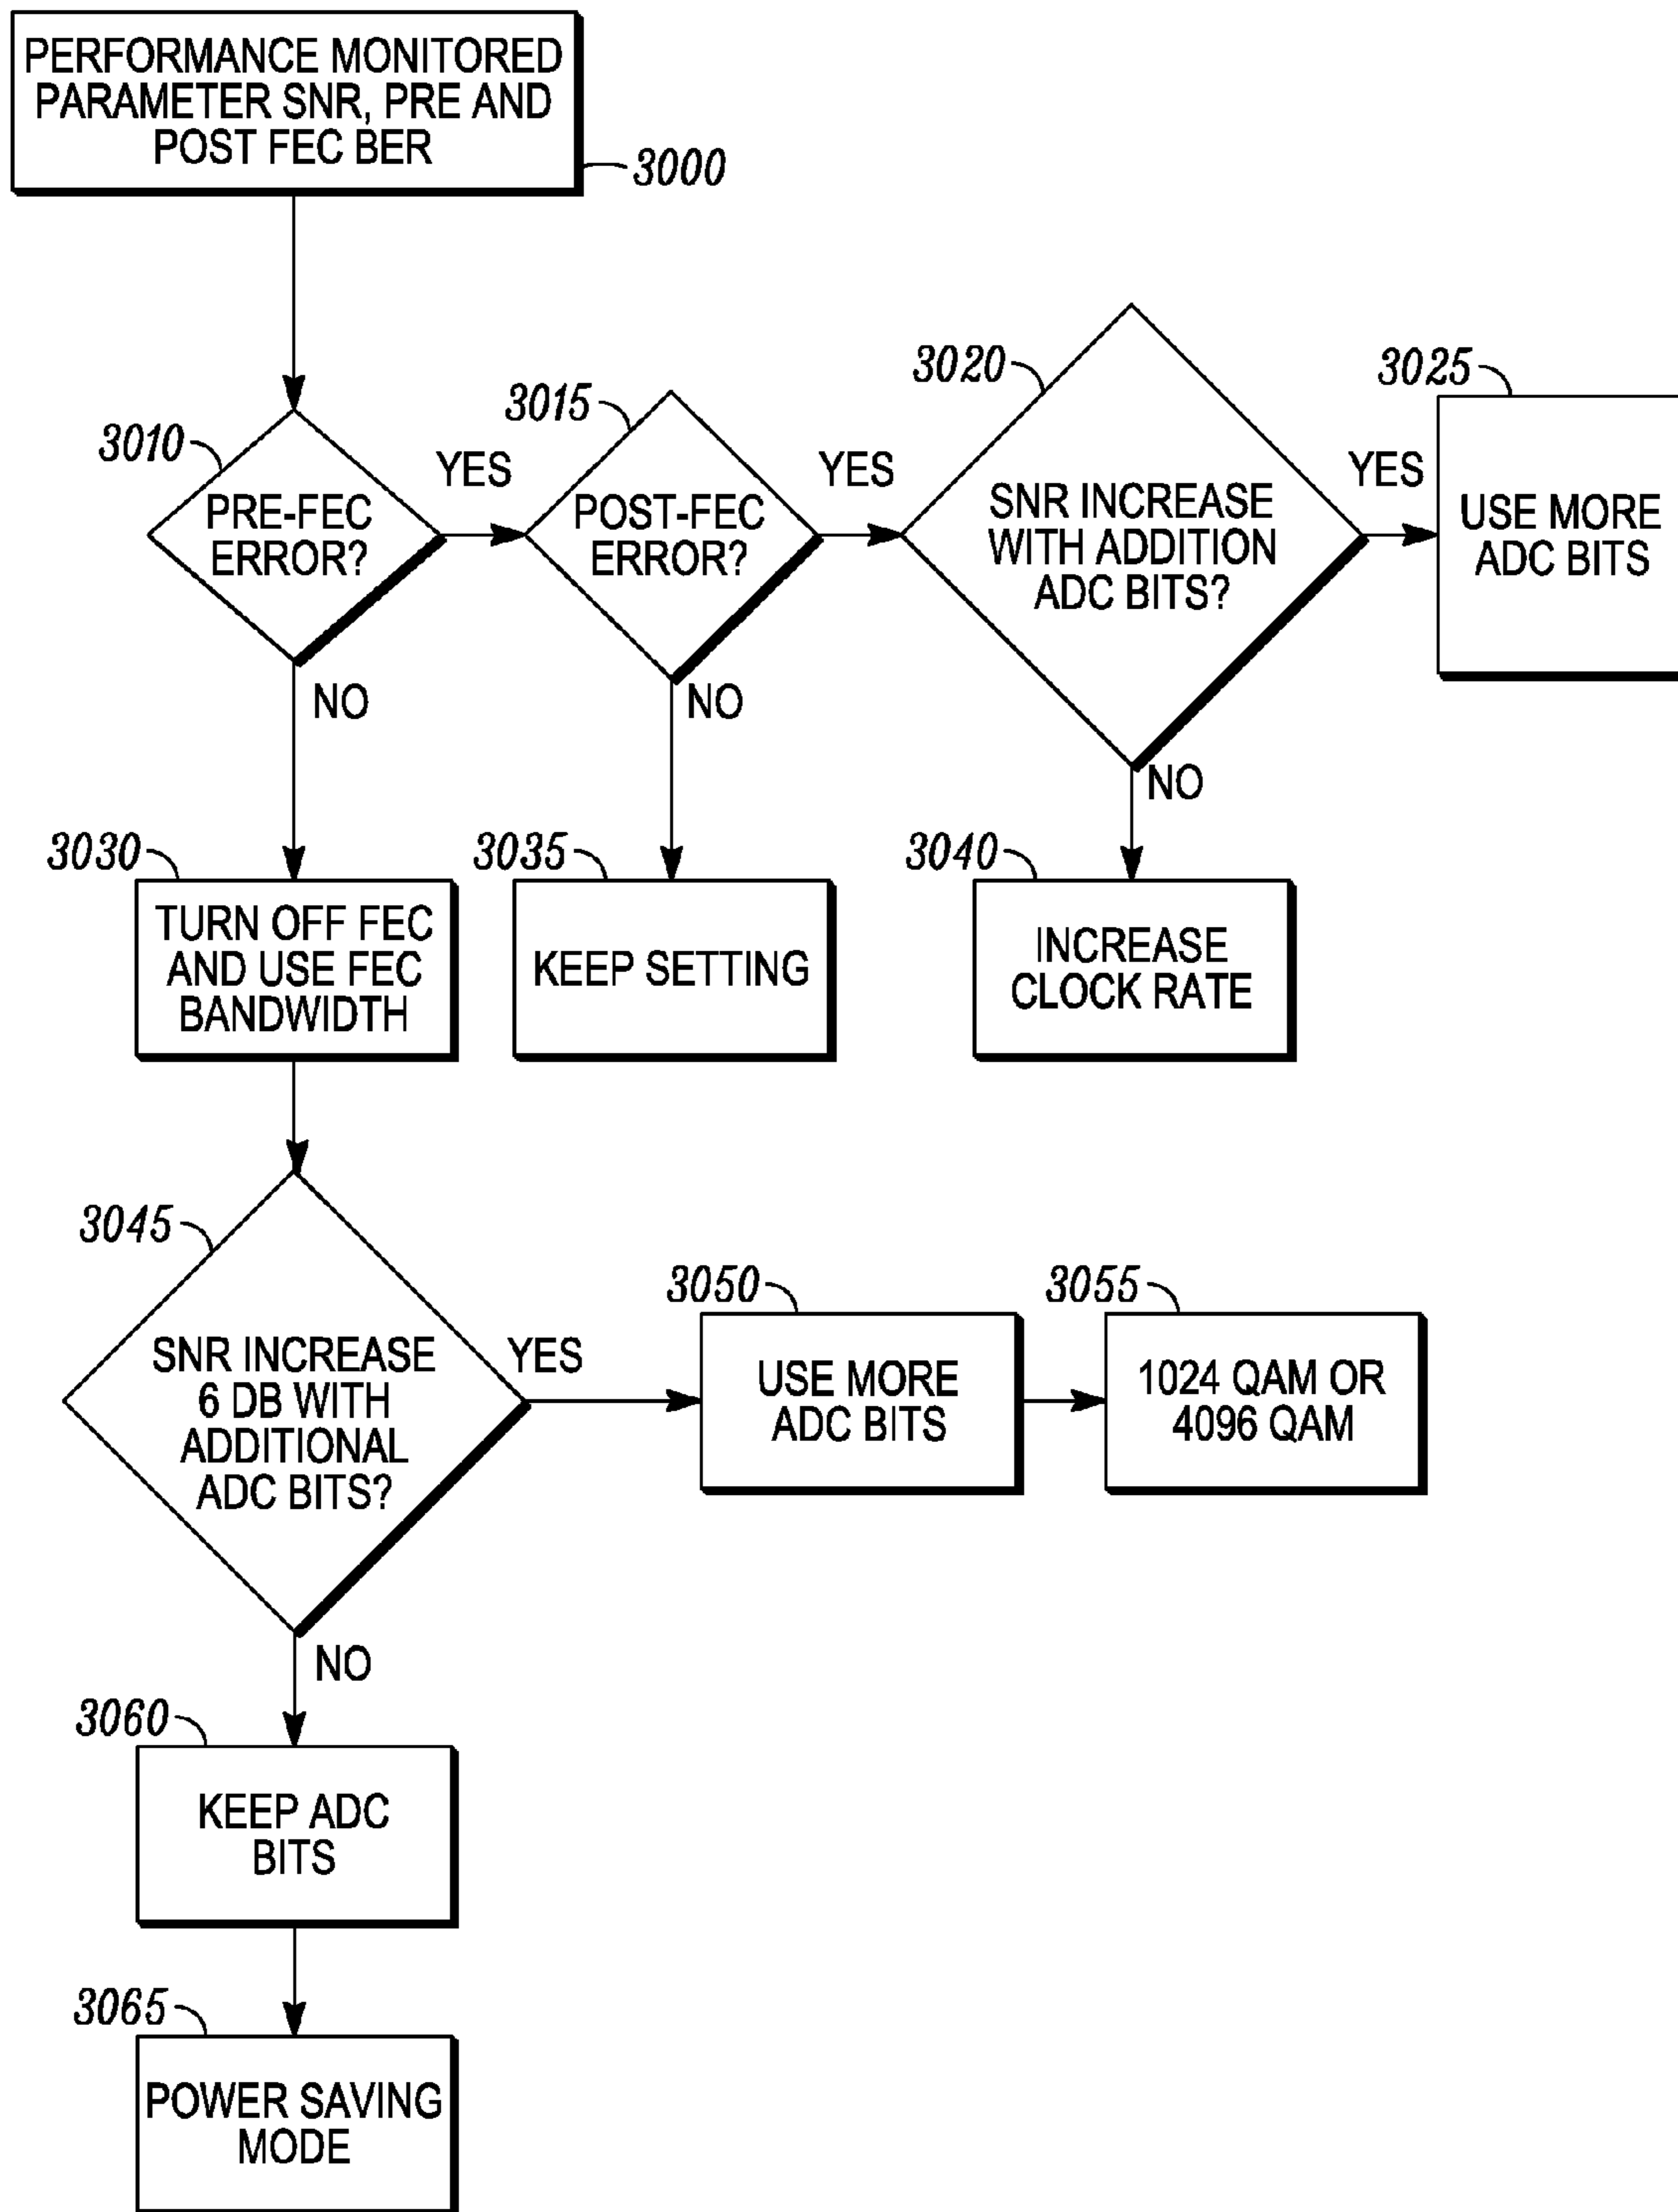 PERFORMANCE MONITORED
PARAMETER SNR, PRE AND
POST FEC BER
3000
3010
PRE-FEC
ERROR?
YES
NO
3015
POST-FEC
ERROR?
YES
NO
3020
SNR INCREASE
WITH ADDITION
ADC BITS?
YES
NO
3025
USE MORE
ADC BITS
3030
TURN OFF FEC
AND USE FEC
BANDWIDTH
3035
KEEP SETTING
3040
INCREASE
CLOCK RATE
3045
SNR INCREASE
6 DB WITH
ADDITIONAL
ADC BITS?
YES
NO
3050
USE MORE
ADC BITS
3055
1024 QAM OR
4096 QAM
3060
KEEP ADC
BITS
3065
POWER SAVING
MODE